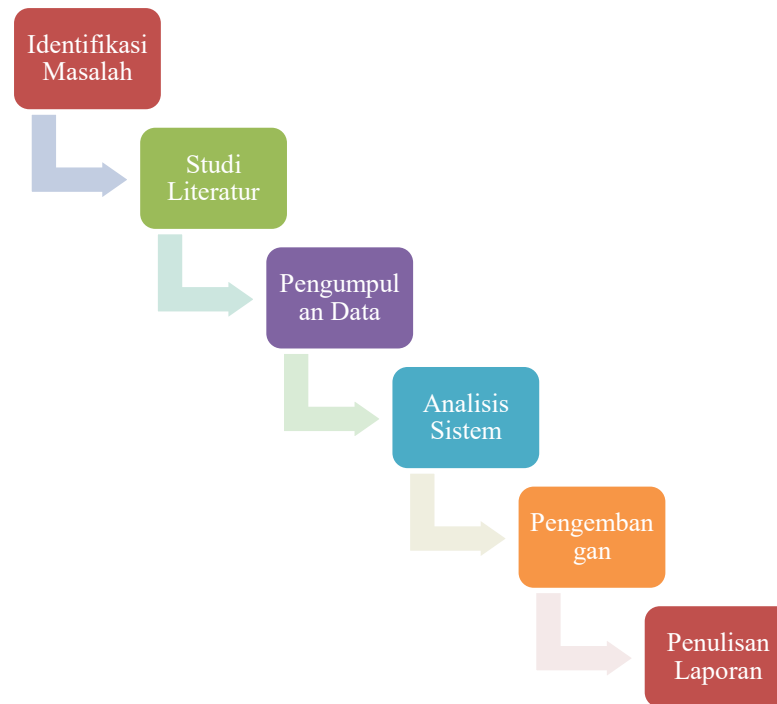 Identifikasi
Masalah
Studi
Literatur
Pengumpul
an Data
Analisis
Sistem
Pengemban
gan
Penulisan
Laporan